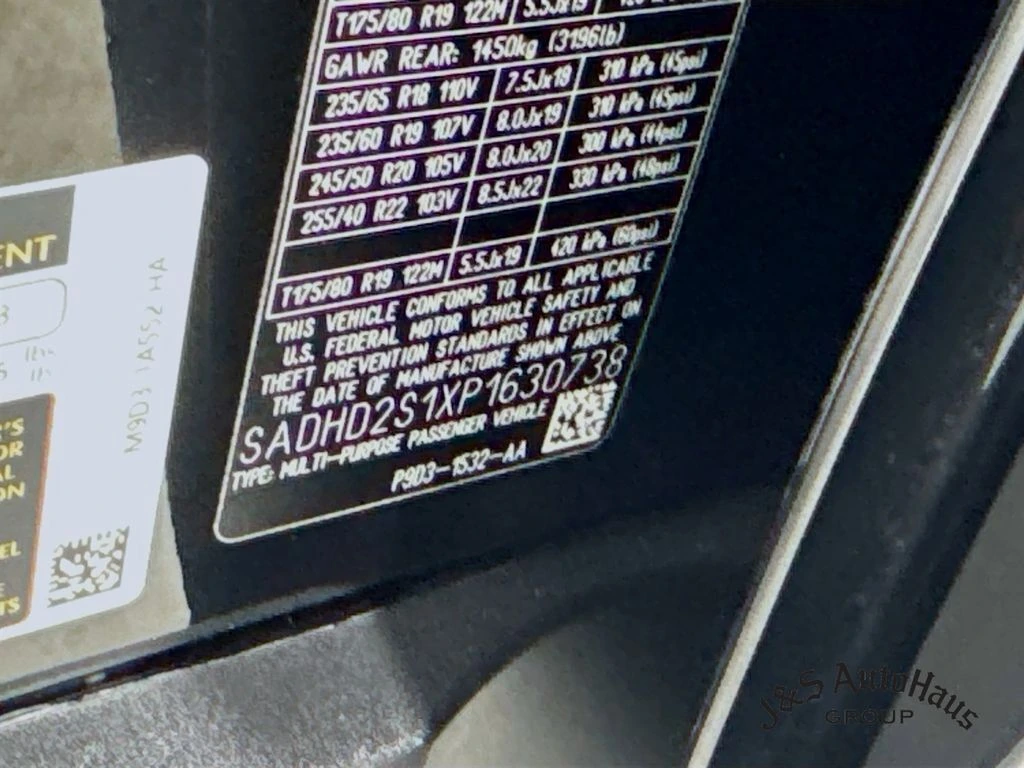 T175/80 R19 122M 5.5Jx19
GAWR REAR: 1450kg (3196lb)
235/65 R18 110V 7.5Jx18 310 kPa (45psi)
235/60 R19 107V 8.0Jx19 310 kPa (45psi)
245/50 R20 105V 8.0Jx20 300 kPa (44psi)
255/40 R22 103V 8.5Jx22 330 kPa (48psi)
T175/80 R19 122M 5.5Jx19 420 kPa (60psi)
THIS VEHICLE CONFORMS TO ALL APPLICABLE
U.S. FEDERAL MOTOR VEHICLE SAFETY AND
THEFT PREVENTION STANDARDS IN EFFECT ON
THE DATE OF MANUFACTURE SHOWN ABOVE
SADHD2S1XP1630738
TYPE: MULTI-PURPOSE PASSENGER VEHICLE
P9D3-1532-AA
M9D3 1A552 HA
J&S AutoHaus
GROUP